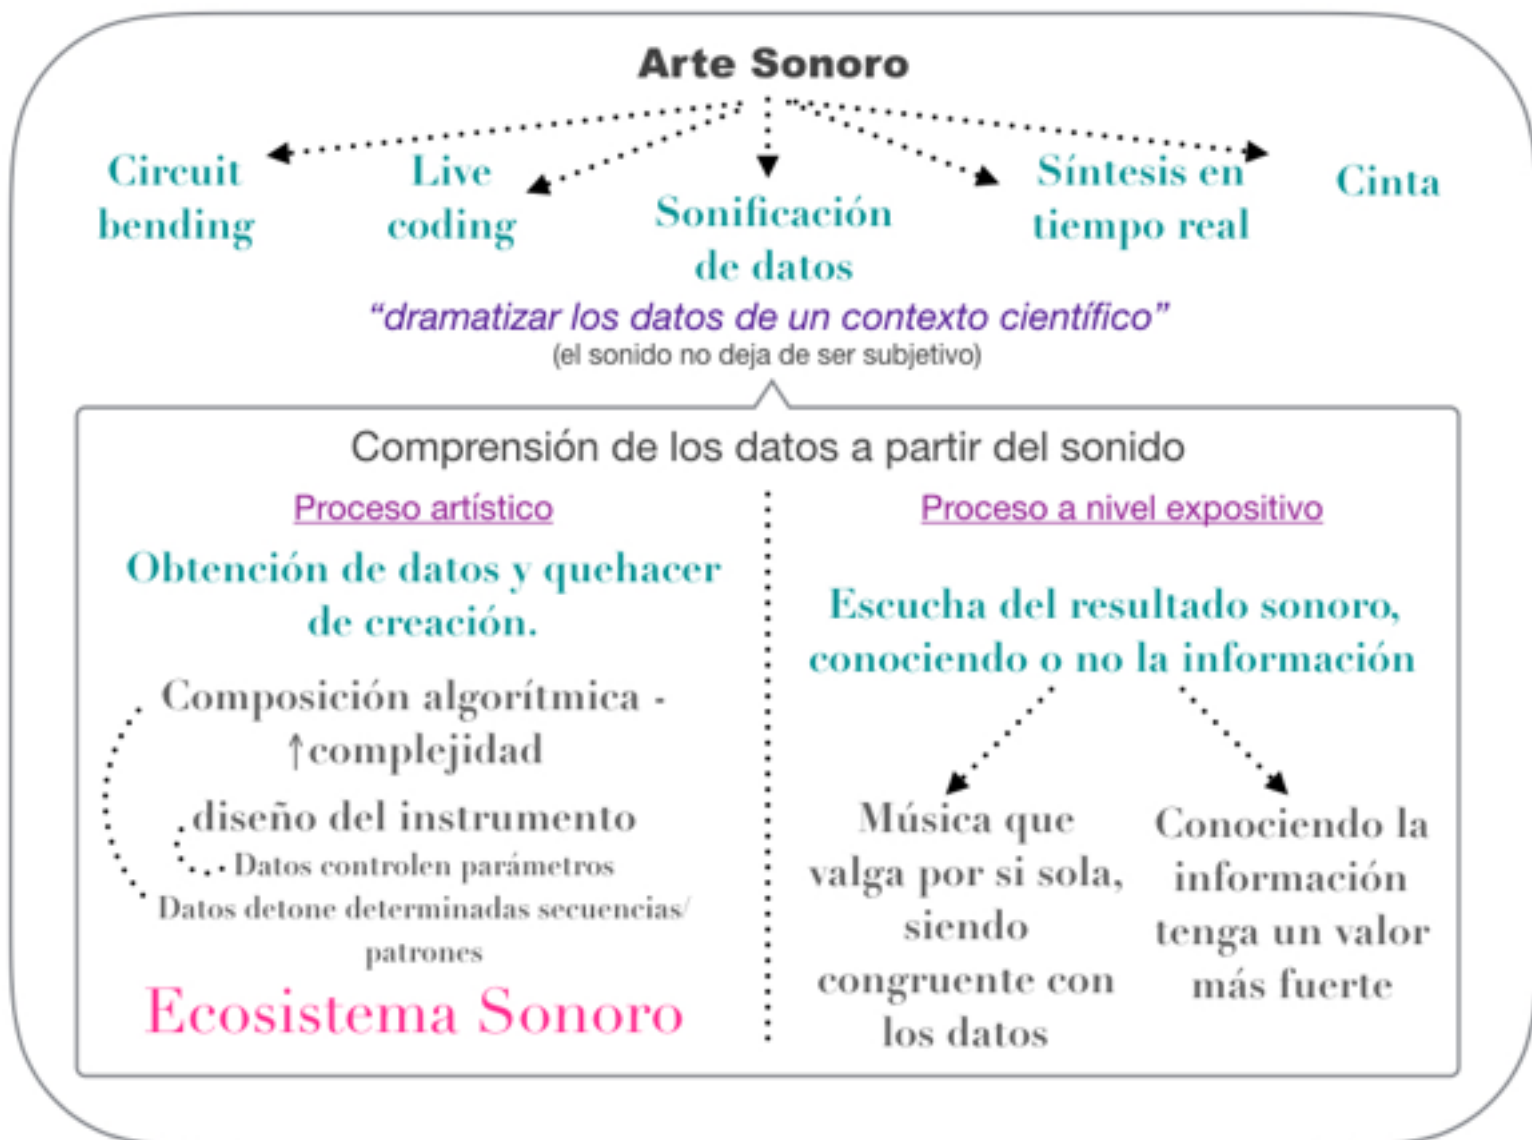 Arte Sonoro
Circuit
bending
Live
coding
Sonificación
de datos
Síntesis en
tiempo real
Cinta
“dramatizar los datos de un contexto científico”
(el sonido no deja de ser subjetivo)
Comprensión de los datos a partir del sonido
Proceso artístico
Obtención de datos y quehacer
de creación.
Composición algorítmica -
↑complejidad
diseño del instrumento
Datos controlen parámetros
Datos detone determinadas secuencias/
patrones
Ecosistema Sonoro
Proceso a nivel expositivo
Escucha del resultado sonoro,
conociendo o no la información
Música que
valga por si sola,
siendo
congruente con
los datos
Conociendo la
información
tenga un valor
más fuerte